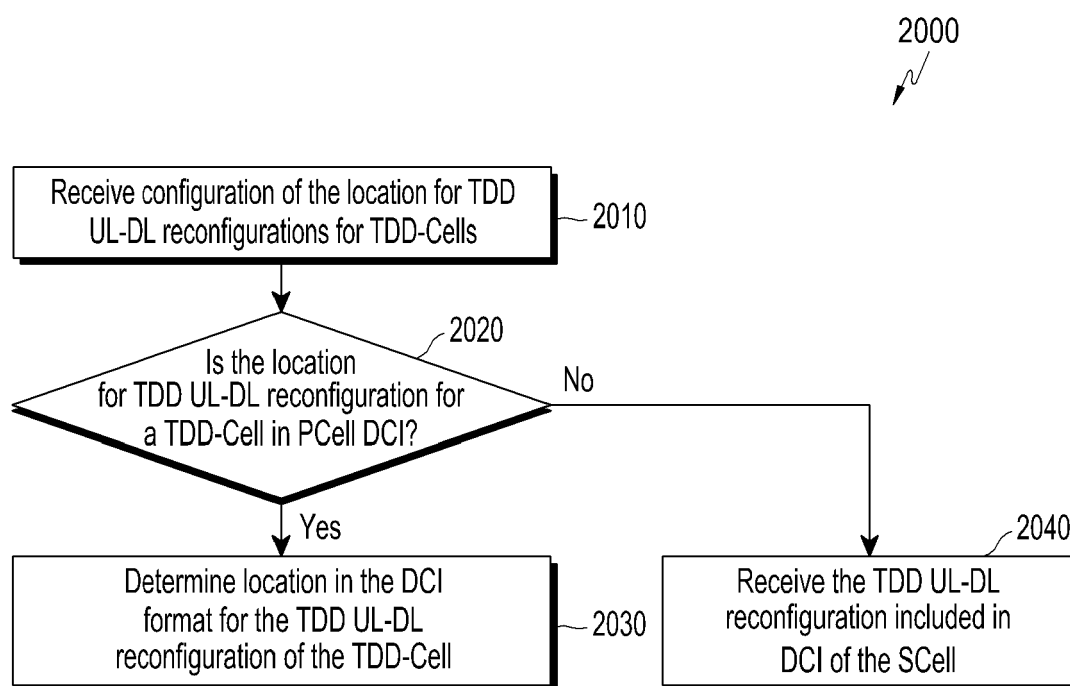 2000
Receive configuration of the location for TDD
UL-DL reconfigurations for TDD-Cells
2010
2020
Is the location
for TDD UL-DL reconfiguration for
a TDD-Cell in PCell DCI?
No
Yes
Determine location in the DCI
format for the TDD UL-DL
reconfiguration of the TDD-Cell
2030
2040
Receive the TDD UL-DL
reconfiguration included in
DCI of the SCell